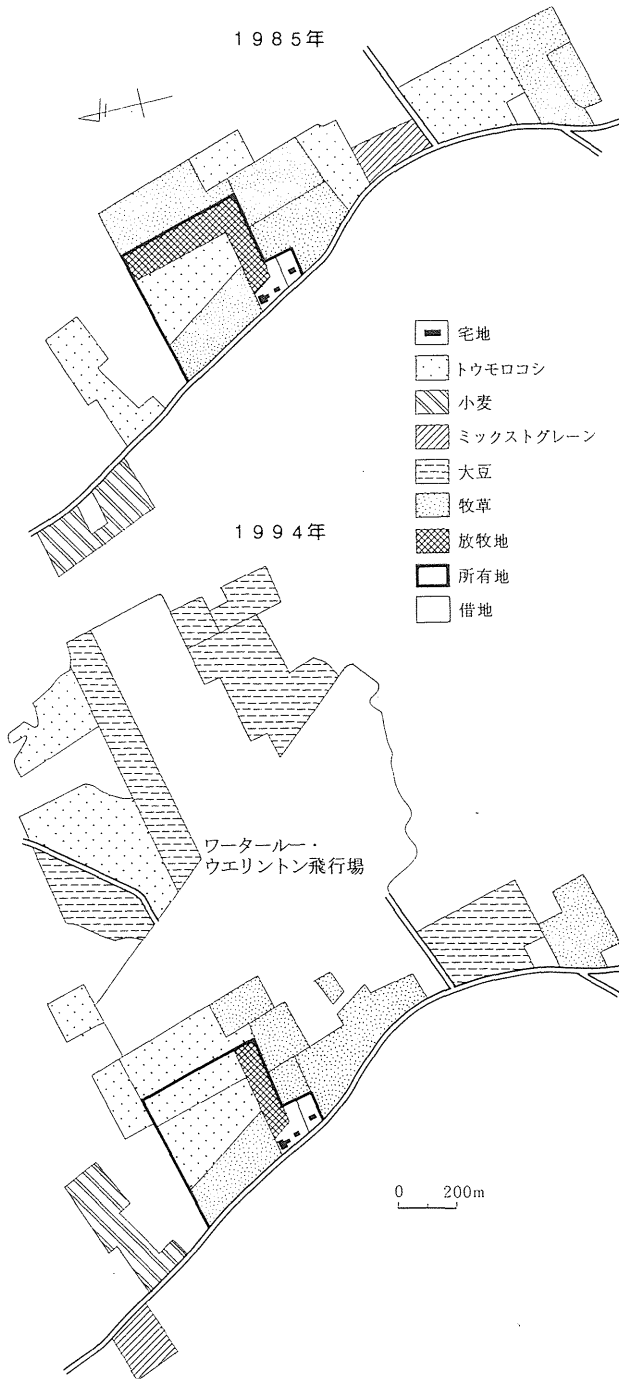 1985年
宅地
トウモロコシ
小麦
ミックストグレーン
大豆
牧草
放牧地
所有地
借地
1994年
ワータールー・
ウエリントン飛行場
0 200m